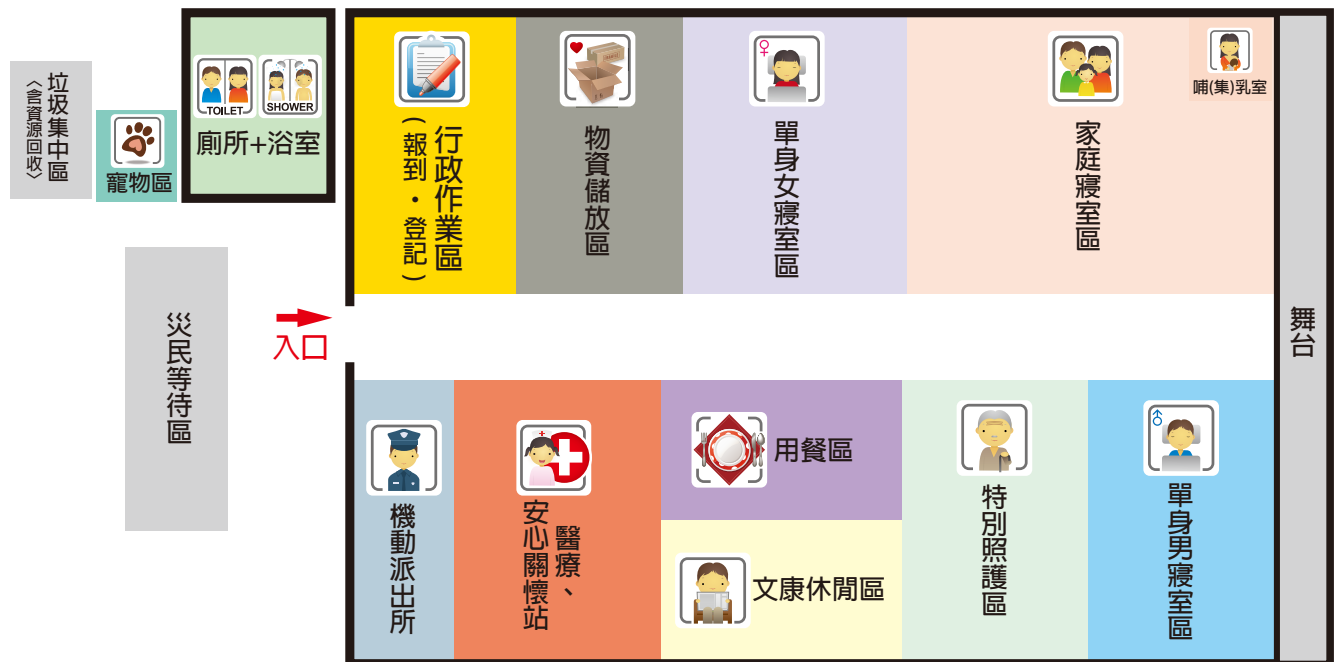 垃圾集中區
〈含資源回收〉
寵物區
TOILET
SHOWER
廁所+浴室
行政作業區
(報到・登記)
物資儲放區
單身女寢室區
家庭寢室區
哺(集)乳室
災民等待區
入口
舞台
機動派出所
醫療、
安心關懷站
用餐區
文康休閒區
特別照護區
單身男寢室區